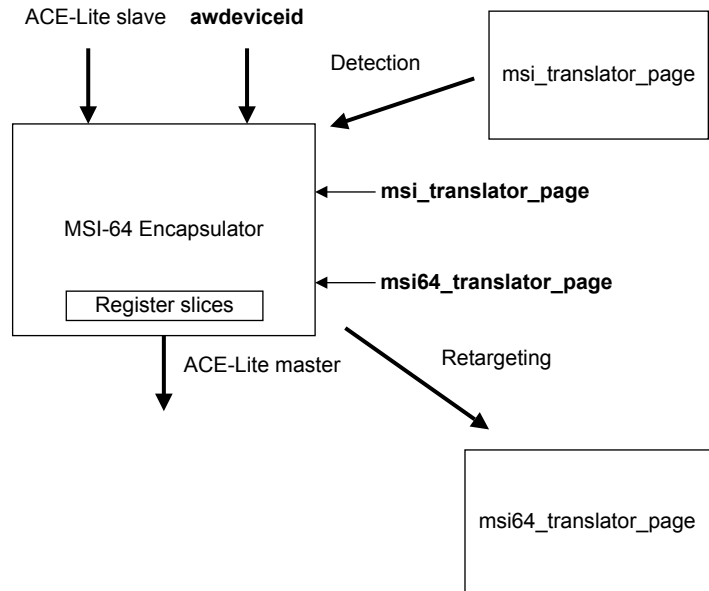 ACE-Lite slave
awdeviceid
Detection
msi_translator_page
msi_translator_page
MSI-64 Encapsulator
msi64_translator_page
Register slices
ACE-Lite master
Retargeting
msi64_translator_page